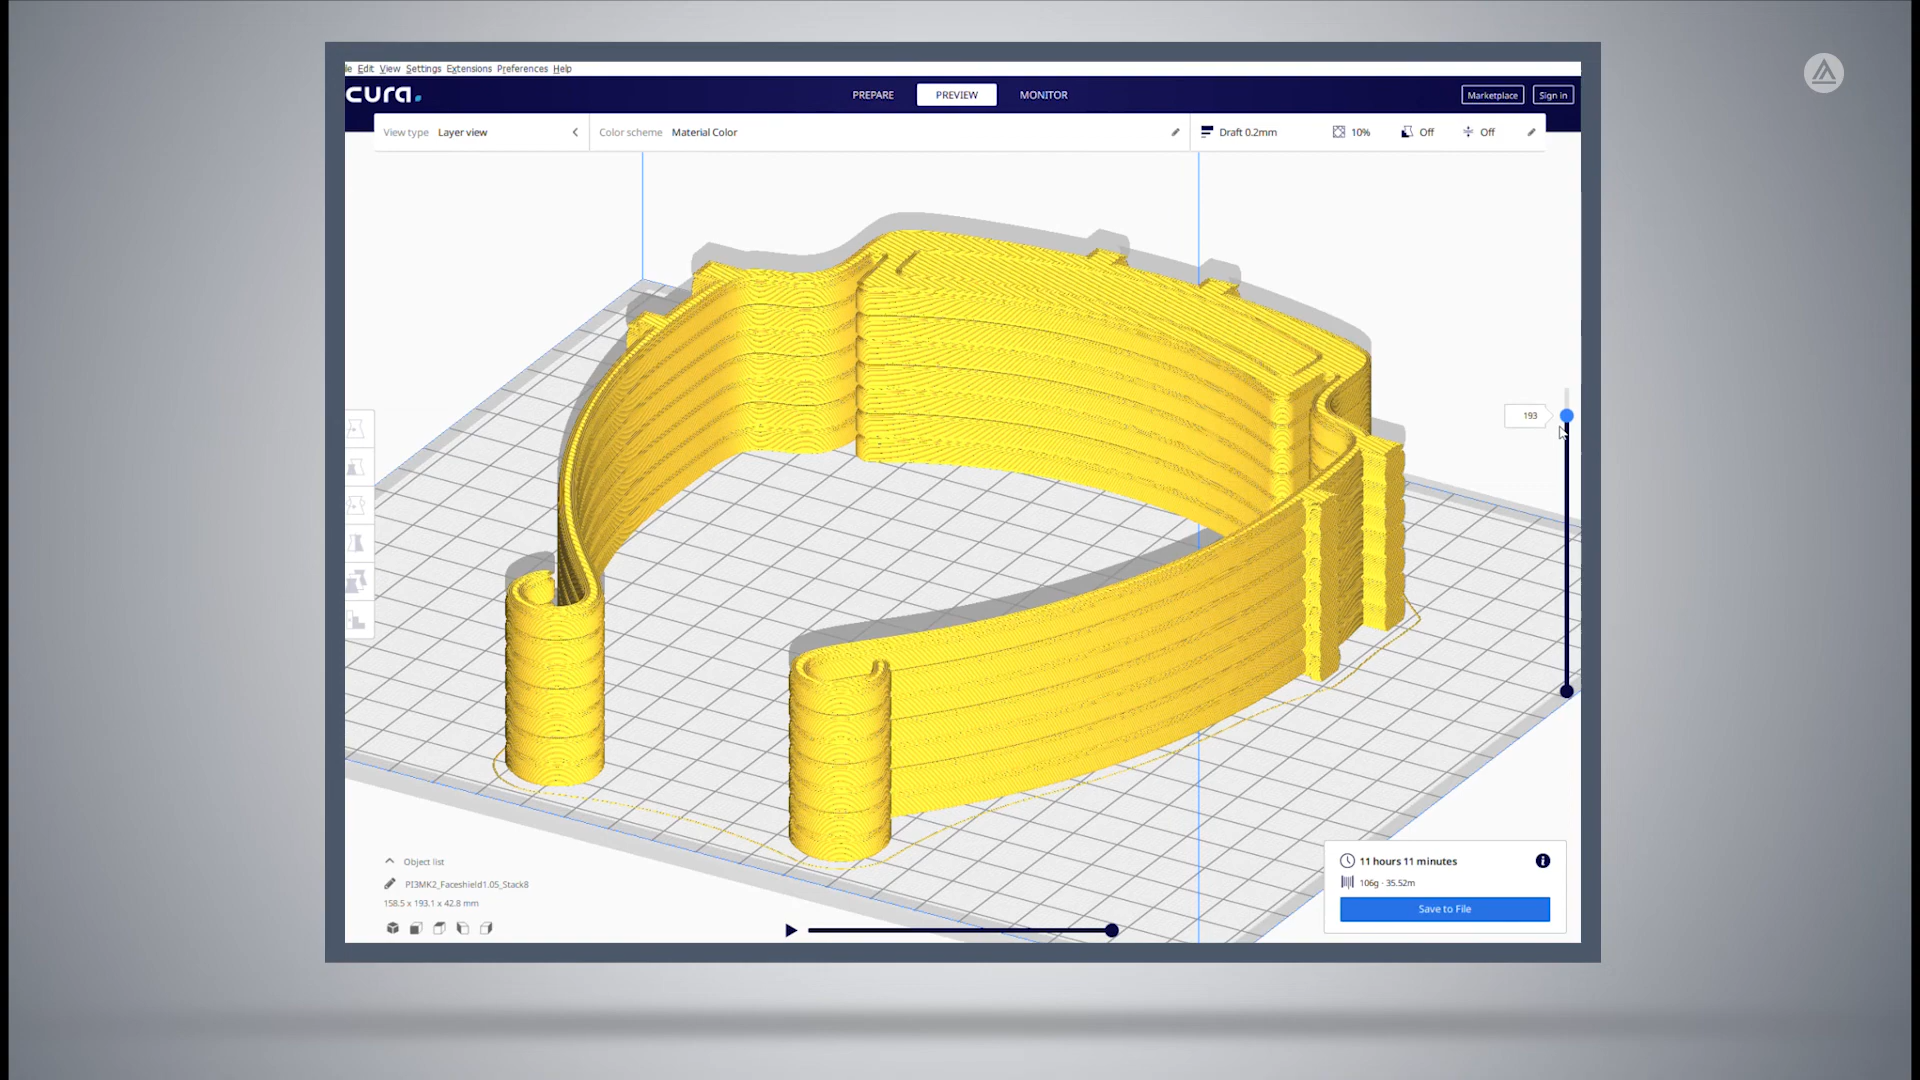 le Edit View Settings Extensions Preferences Help
cura.
PREPARE PREVIEW MONITOR
Marketplace Sign in
View type Layer view Color scheme Material Color Draft 0.2mm 10% Off Off
193
Object list
PI3MK2_Faceshield1.05_Stack8
158.5 x 193.1 x 42.8 mm
11 hours 11 minutes
106g · 35.52m
Save to File